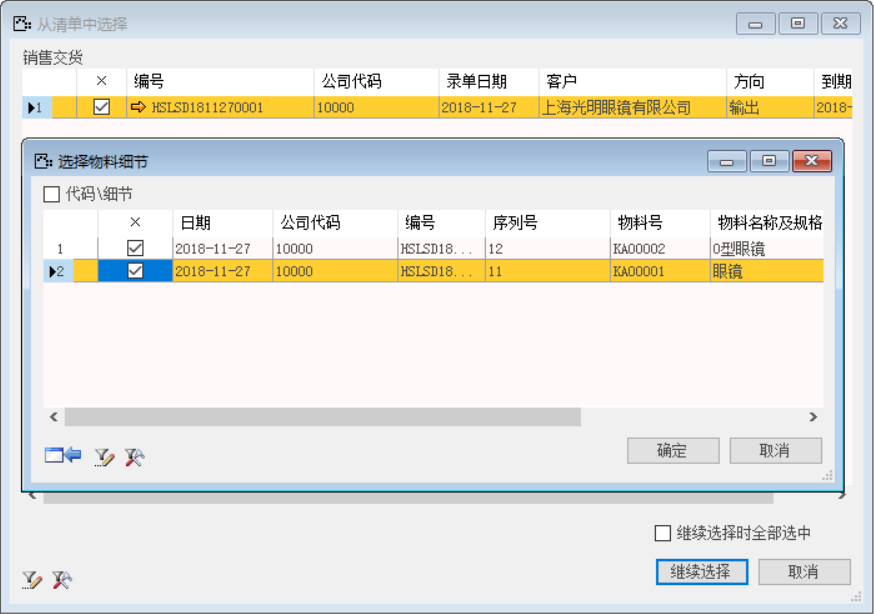 从清单中选择
销售交货
× 编号 公司代码 录单日期 客户 方向 到期
1 HSLSD1811270001 10000 2018-11-27 上海光明眼镜有限公司 输出 2018-
选择物料细节
代码\细节
× 日期 公司代码 编号 序列号 物料号 物料名称及规格
1 2018-11-27 10000 HSLSD18... 12 KA00002 O型眼镜
2 2018-11-27 10000 HSLSD18... 11 KA00001 眼镜
确定 取消
继续选择时全部选中
继续选择 取消